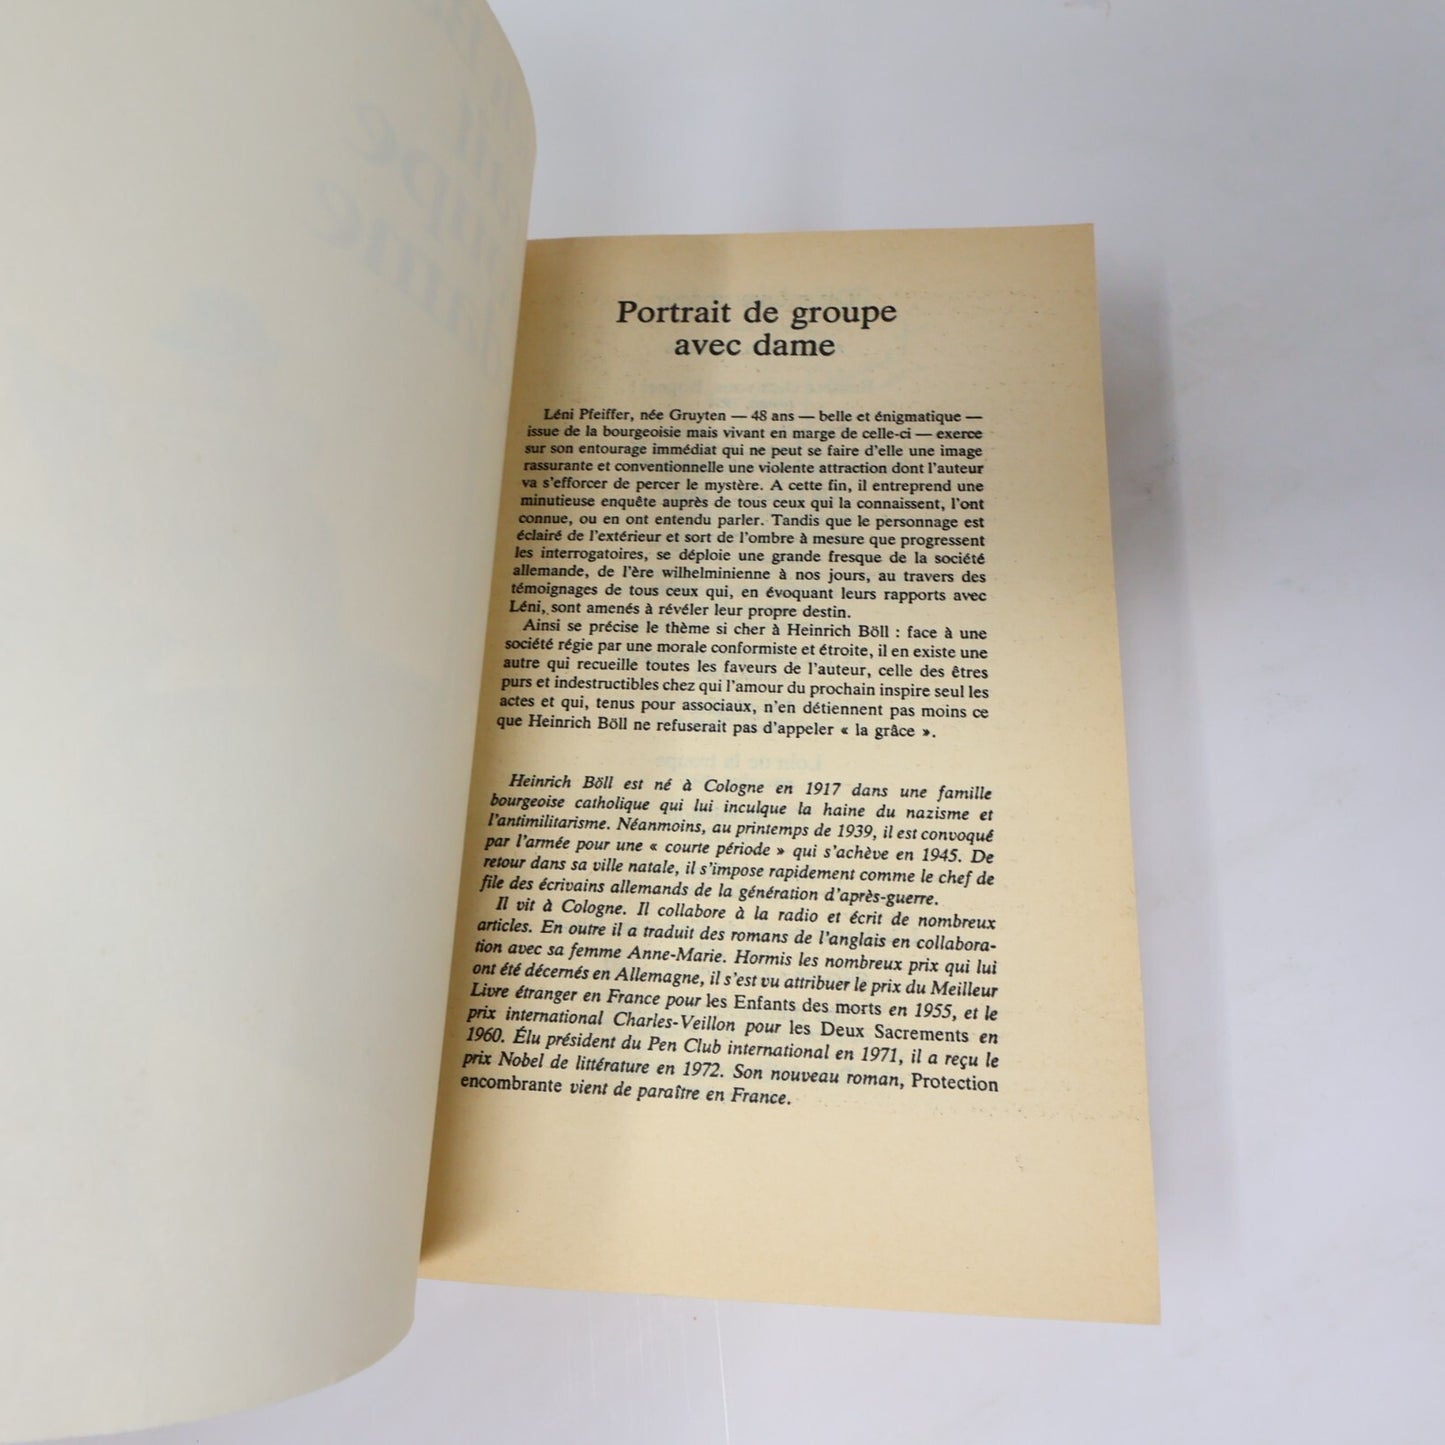 Portrait de groupe
avec dame
Léni Pfeiffer, née Gruyten — 48 ans — belle et énigmatique —
issue de la bourgeoisie mais vivant en marge de celle-ci — exerce
sur son entourage immédiat qui ne peut se faire d'elle une image
rassurante et conventionnelle une violente attraction dont l'auteur
va s'efforcer de percer le mystère. A cette fin, il entreprend une
minutieuse enquête auprès de tous ceux qui la connaissent, l'ont
connue, ou en ont entendu parler. Tandis que le personnage est
éclairé de l'extérieur et sort de l'ombre à mesure que progressent
les interrogatoires, se déploie une grande fresque de la société
allemande, de l'ère wilhelminienne à nos jours, au travers des
témoignages de tous ceux qui, en évoquant leurs rapports avec
Léni, sont amenés à révéler leur propre destin.
Ainsi se précise le thème si cher à Heinrich Böll : face à une
société régie par une morale conformiste et étroite, il en existe une
autre qui recueille toutes les faveurs de l'auteur, celle des êtres
purs et indestructibles chez qui l'amour du prochain inspire seul les
actes et qui, tenus pour associaux, n'en détiennent pas moins ce
que Heinrich Böll ne refuserait pas d'appeler « la grâce ».
Heinrich Böll est né à Cologne en 1917 dans une famille
bourgeoise catholique qui lui inculque la haine du nazisme et
l'antimilitarisme. Néanmoins, au printemps de 1939, il est convoqué
par l'armée pour une « courte période » qui s'achève en 1945. De
retour dans sa ville natale, il s'impose rapidement comme le chef de
file des écrivains allemands de la génération d'après-guerre.
Il vit à Cologne. Il collabore à la radio et écrit de nombreux
articles. En outre il a traduit des romans de l'anglais en collabora-
tion avec sa femme Anne-Marie. Hormis les nombreux prix qui lui
ont été décernés en Allemagne, il s'est vu attribuer le prix du Meilleur
Livre étranger en France pour les Enfants des morts en 1955, et le
prix international Charles-Veillon pour les Deux Sacrements en
1960. Élu président du Pen Club international en 1971, il a reçu le
prix Nobel de littérature en 1972. Son nouveau roman, Protection
encombrante vient de paraître en France.